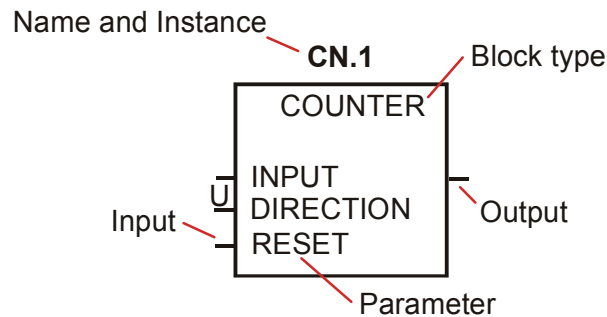 Name and Instance
CN.1
Block type
COUNTER
INPUT
U
DIRECTION
Output
Input
RESET
Parameter